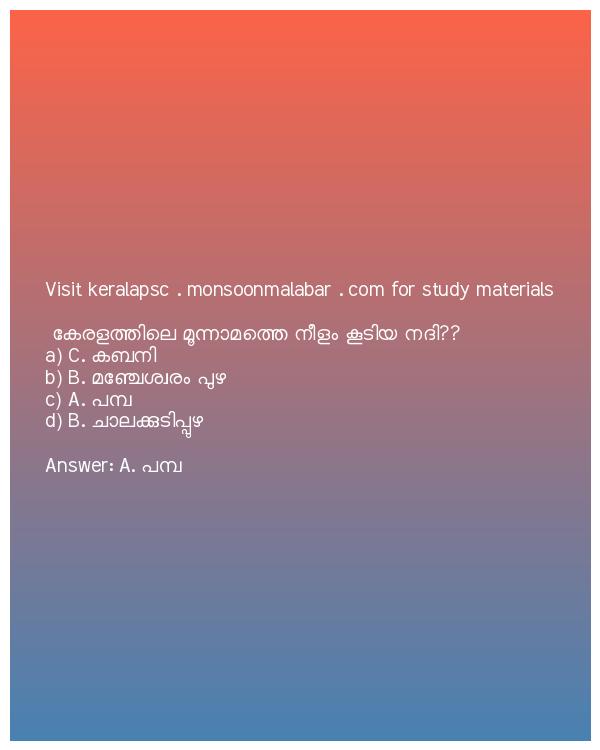 Visit keralapsc . monsoonmalabar . com for study materials
കേരളത്തിലെ മൂന്നാമത്തെ നീളം കൂടിയ നദി??
a) C. കബനി
b) B. മഞ്ചേശ്വരം പുഴ
c) A. പമ്പ
d) B. ചാലക്കുടിപ്പുഴ
Answer: A. പമ്പ